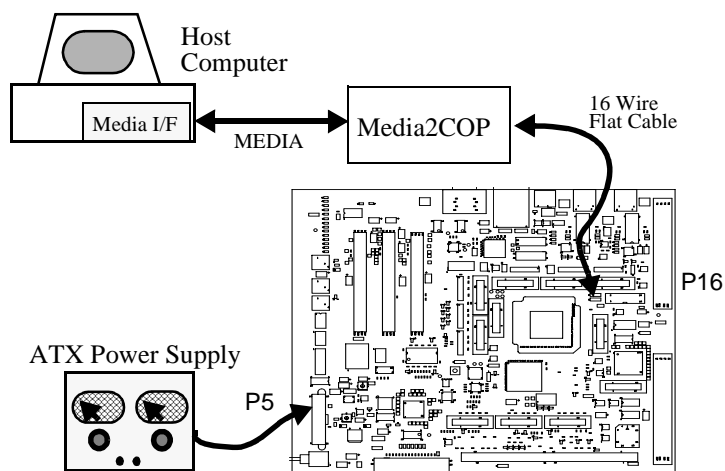 Host
Computer
Media I/F
MEDIA
Media2COP
16 Wire
Flat Cable
P16
ATX Power Supply
P5